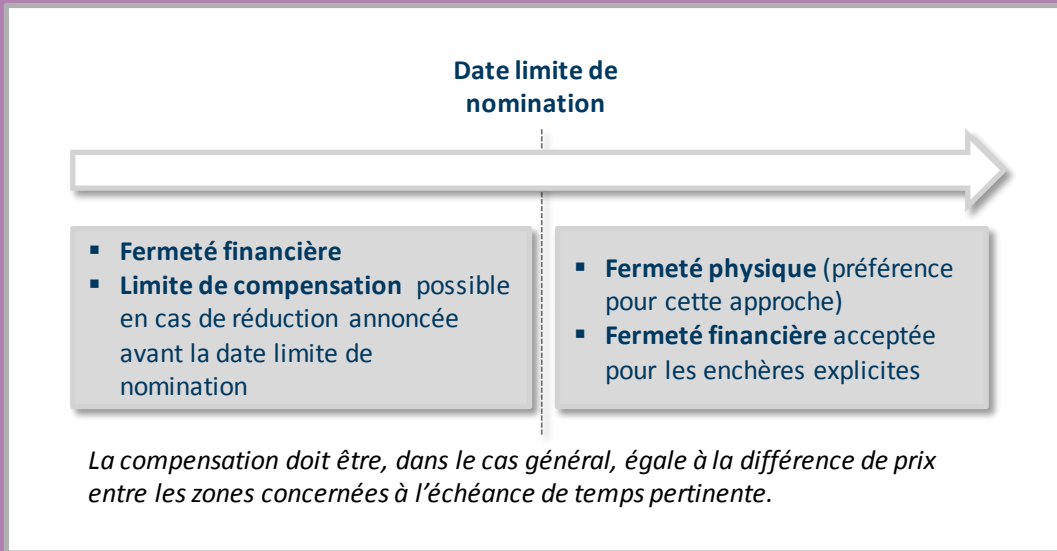 Date limite de
nomination
▪ Fermeté financière
▪ Limite de compensation possible
en cas de réduction annoncée
avant la date limite de
nomination
▪ Fermeté physique (préférence
pour cette approche)
▪ Fermeté financière acceptée
pour les enchères explicites
La compensation doit être, dans le cas général, égale à la différence de prix
entre les zones concernées à l’échéance de temps pertinente.